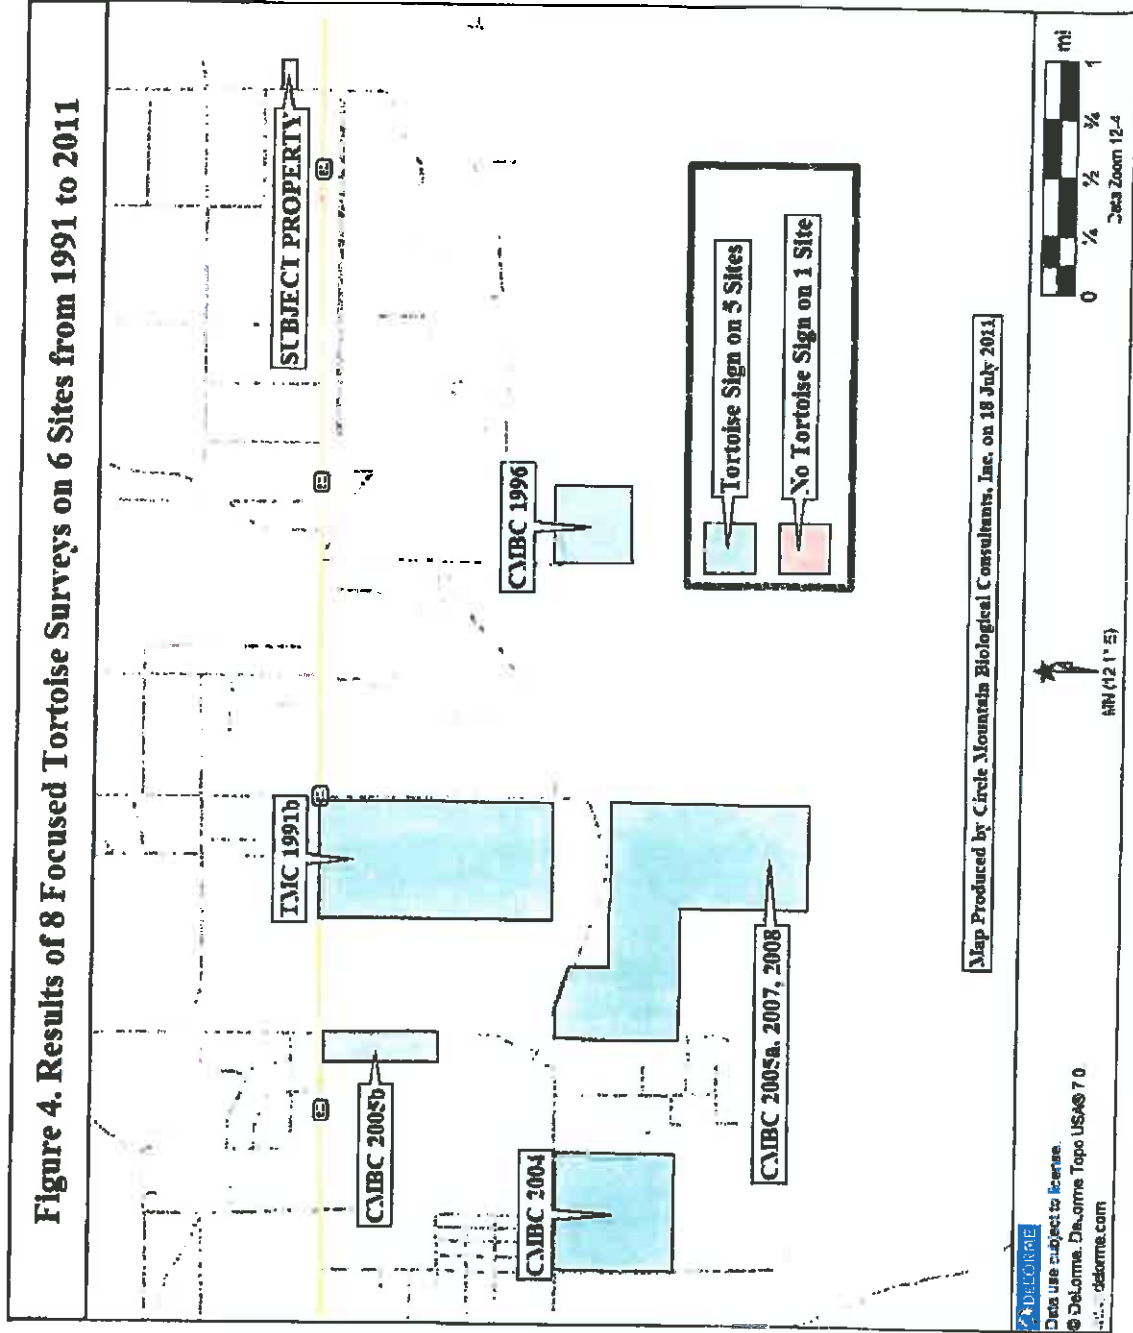 Figure 4. Results of 8 Focused Tortoise Surveys on 6 Sites from 1991 to 2011
SUBJECT PROPERTY
TMC 1991b
CMBC 2005b
CMBC 1996
CMBC 2004
CMBC 2005a, 2007, 2008
Tortoise Sign on 5 Sites
No Tortoise Sign on 1 Site
Map Produced by Circle Mountain Biological Consultants, Inc. on 18 July 2011
DELORME
Data use subject to license.
© DeLorme. DeLorme Topo USA® 7.0
delorme.com
MN (12.1° E)
mi
0 ¼ ½ ¾ 1
Data Zoom 12-4